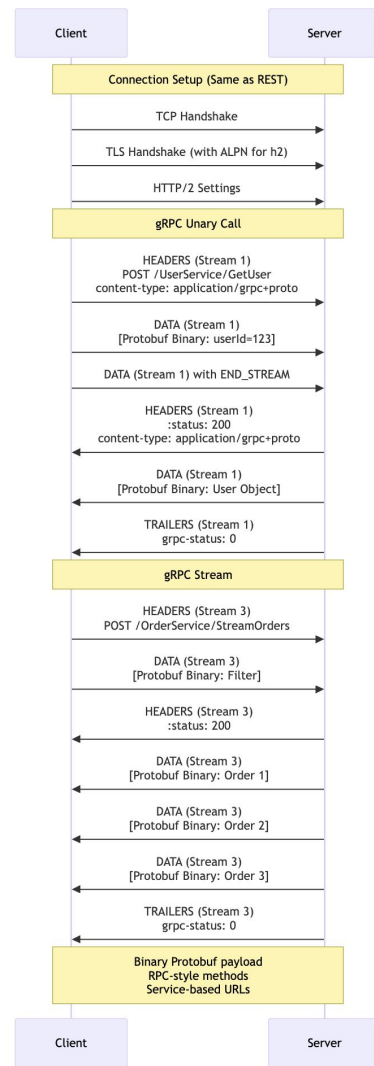 Client
Server
Connection Setup (Same as REST)
TCP Handshake
TLS Handshake (with ALPN for h2)
HTTP/2 Settings
gRPC Unary Call
HEADERS (Stream 1)
POST /UserService/GetUser
content-type: application/grpc+proto
DATA (Stream 1)
[Protobuf Binary: userId=123]
DATA (Stream 1) with END_STREAM
HEADERS (Stream 1)
:status: 200
content-type: application/grpc+proto
DATA (Stream 1)
[Protobuf Binary: User Object]
TRAILERS (Stream 1)
grpc-status: 0
gRPC Stream
HEADERS (Stream 3)
POST /OrderService/StreamOrders
DATA (Stream 3)
[Protobuf Binary: Filter]
HEADERS (Stream 3)
:status: 200
DATA (Stream 3)
[Protobuf Binary: Order 1]
DATA (Stream 3)
[Protobuf Binary: Order 2]
DATA (Stream 3)
[Protobuf Binary: Order 3]
TRAILERS (Stream 3)
grpc-status: 0
Binary Protobuf payload
RPC-style methods
Service-based URLs
Client
Server